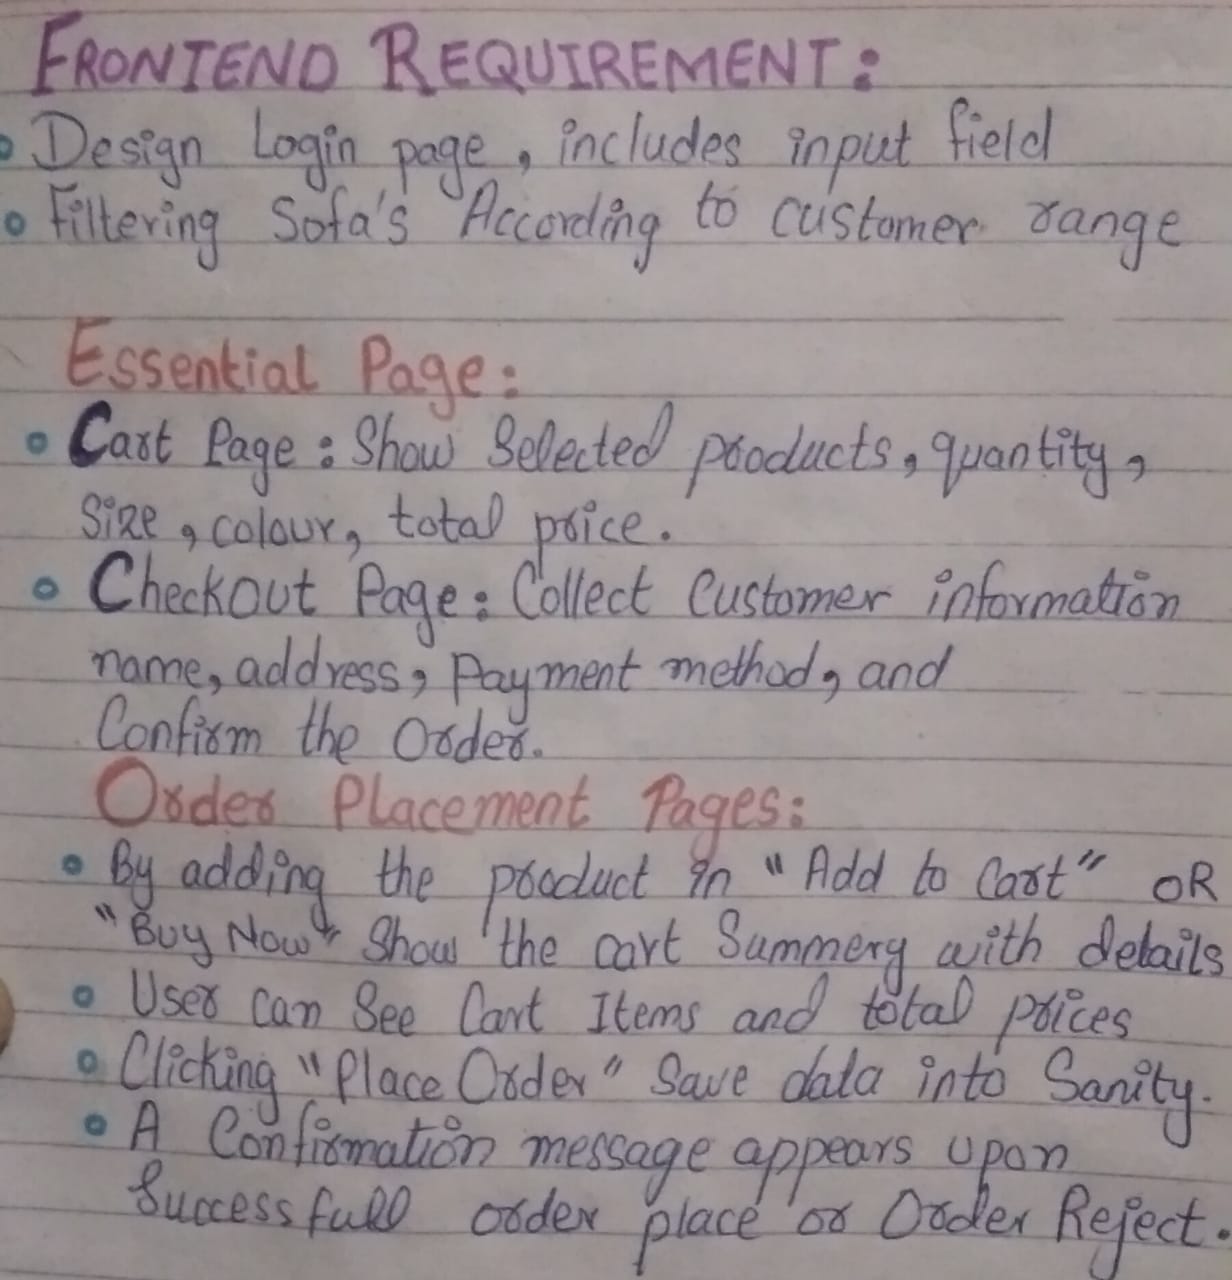 FRONTEND REQUIREMENT:
Design Login page, includes input field
Filtering Sofa's According to customer range
Essential Page:
Cart Page: Show Selected products, quantity,
Size, colour, total price.
Checkout Page: Collect Customer information
name, address, Payment method, and
Confirm the Order.
Order Placement Pages:
By adding the product in "Add to Cart" OR
"Buy Now" Show the cart Summery with details
User can See Cart Items and total prices
Clicking "Place Order" Save data into Sanity.
A Confirmation message appears upon
Successfull order place or Order Reject.